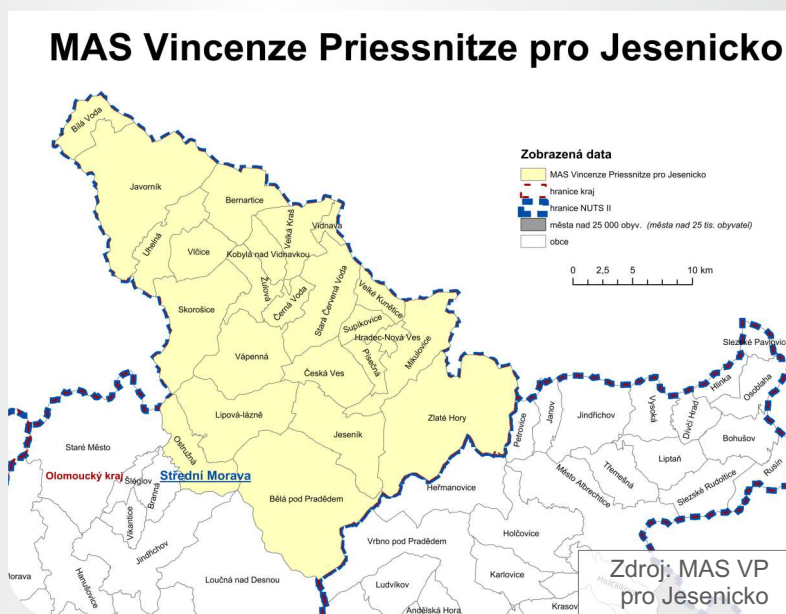 MAS Vincenze Priessnitze pro Jesenicko
Zobrazená data
MAS Vincenze Priessnitze pro Jesenicko
hranice kraj
hranice NUTS II
města nad 25 000 obyv. (města nad 25 tis. obyvatel)
obce
0 2,5 5 10 km
Bílá Voda
Javorník
Bernartice
Uhelná
Vlčice
Kobylá nad Vidnavkou
Velká Kraš
Vidnava
Žulová
Černá Voda
Stará Červená Voda
Velké Kunětice
Skorošice
Supíkovice
Hradec-Nová Ves
Vápenná
Písečná
Mikulovice
Česká Ves
Lipová-lázně
Jeseník
Zlaté Hory
Ostružná
Bělá pod Pradědem
Staré Město
Olomoucký kraj
Šléglov
Branná
Střední Morava
Vikantice
Jindřichov
Hanušovice
Loučná nad Desnou
Heřmanovice
Vrbno pod Pradědem
Ludvíkov
Andělská Hora
Karlovice
Holčovice
Krasov
Petrovice
Janov
Jindřichov
Vysoká
Dívčí Hrad
Hlinka
Osoblaha
Slezské Pavlovic
Bohušov
Liptaň
Třemešná
Město Albrechtice
Slezské Rudoltice
Rusín
Zdroj: MAS VP
pro Jesenicko